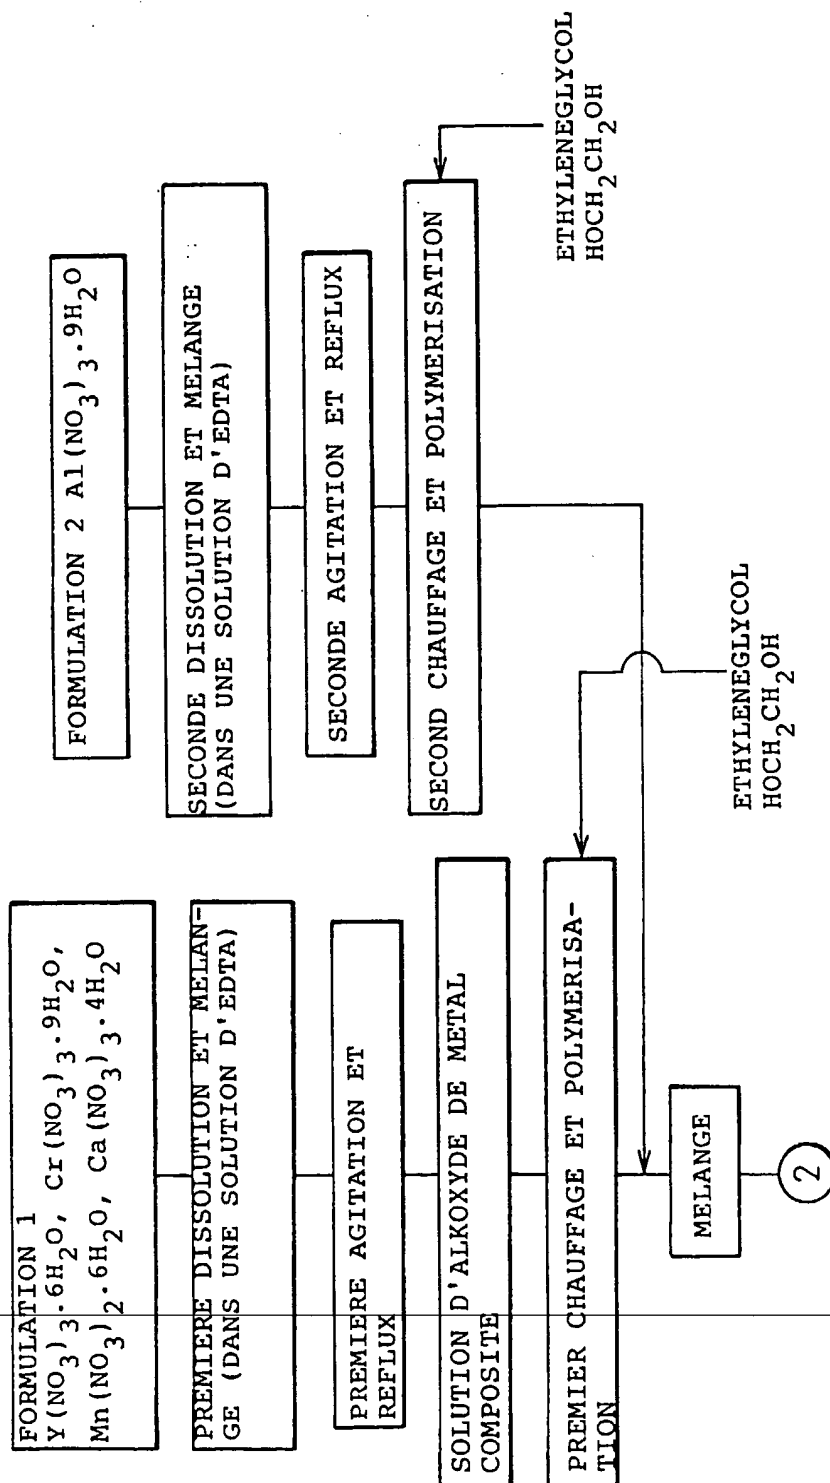 FORMULATION 1
Y(NO3)3.6H2O, Cr(NO3)3.9H2O,
Mn(NO3)2.6H2O, Ca(NO3)3.4H2O
PREMIERE DISSOLUTION ET MELAN-
GE (DANS UNE SOLUTION D'EDTA)
PREMIERE AGITATION ET
REFLUX
SOLUTION D'ALKOXYDE DE METAL
COMPOSITE
PREMIER CHAUFFAGE ET POLYMERISA-
TION
ETHYLENEGLYCOL
HOCH2CH2OH
MELANGE
2
FORMULATION 2 Al(NO3)3.9H2O
SECONDE DISSOLUTION ET MELANGE
(DANS UNE SOLUTION D'EDTA)
SECONDE AGITATION ET REFLUX
SECOND CHAUFFAGE ET POLYMERISATION
ETHYLENEGLYCOL
HOCH2CH2OH